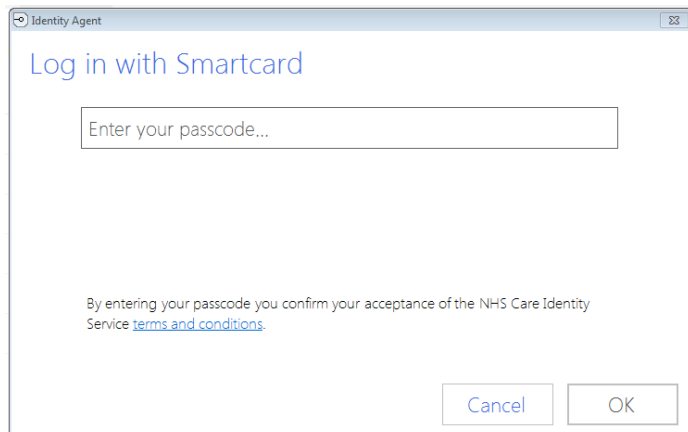 Identity Agent
Log in with Smartcard
Enter your passcode...
By entering your passcode you confirm your acceptance of the NHS Care Identity
Service terms and conditions.
Cancel
OK